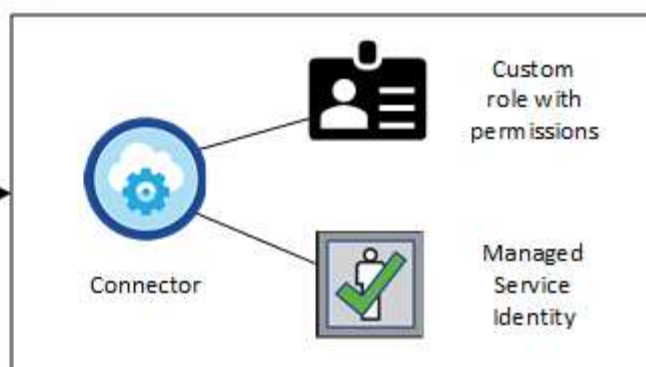 Custom
role with
permissions
Connector
Managed
Service
Identity